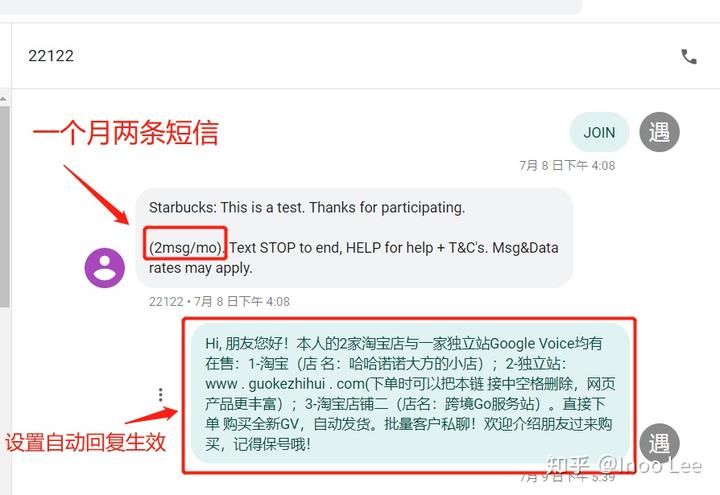 22122
一个月两条短信
JOIN
遇
7月 8 日下午 4:08
Starbucks: This is a test. Thanks for participating.
(2msg/mo). Text STOP to end, HELP for help + T&C's. Msg&Data
rates may apply.
22122 • 7月 8 日下午 4:08
Hi, 朋友您好！本人的2家淘宝店与一家独立站Google Voice均有
在售：1-淘宝（店 名：哈哈诺诺大方的小店）；2-独立站：
www . guokezhihui . com(下单时可以把本链 接中空格删除，网页
产品更丰富）；3-淘宝店铺二（店名：跨境Go服务站）。直接下
单 购买全新GV，自动发货。批量客户私聊！欢迎介绍朋友过来购
买，记得保号哦！
设置自动回复生效
遇
知乎 @Inoo Lee
7月 9 日下午 5:39